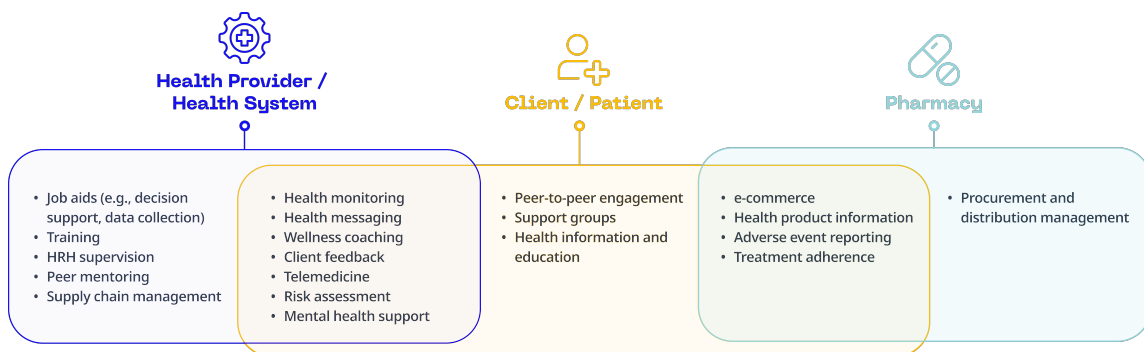 Health Provider /
Health System
Client / Patient
Pharmacy
• Job aids (e.g., decision
support, data collection)
• Training
• HRH supervision
• Peer mentoring
• Supply chain management
• Health monitoring
• Health messaging
• Wellness coaching
• Client feedback
• Telemedicine
• Risk assessment
• Mental health support
• Peer-to-peer engagement
• Support groups
• Health information and
education
• e-commerce
• Health product information
• Adverse event reporting
• Treatment adherence
• Procurement and
distribution management